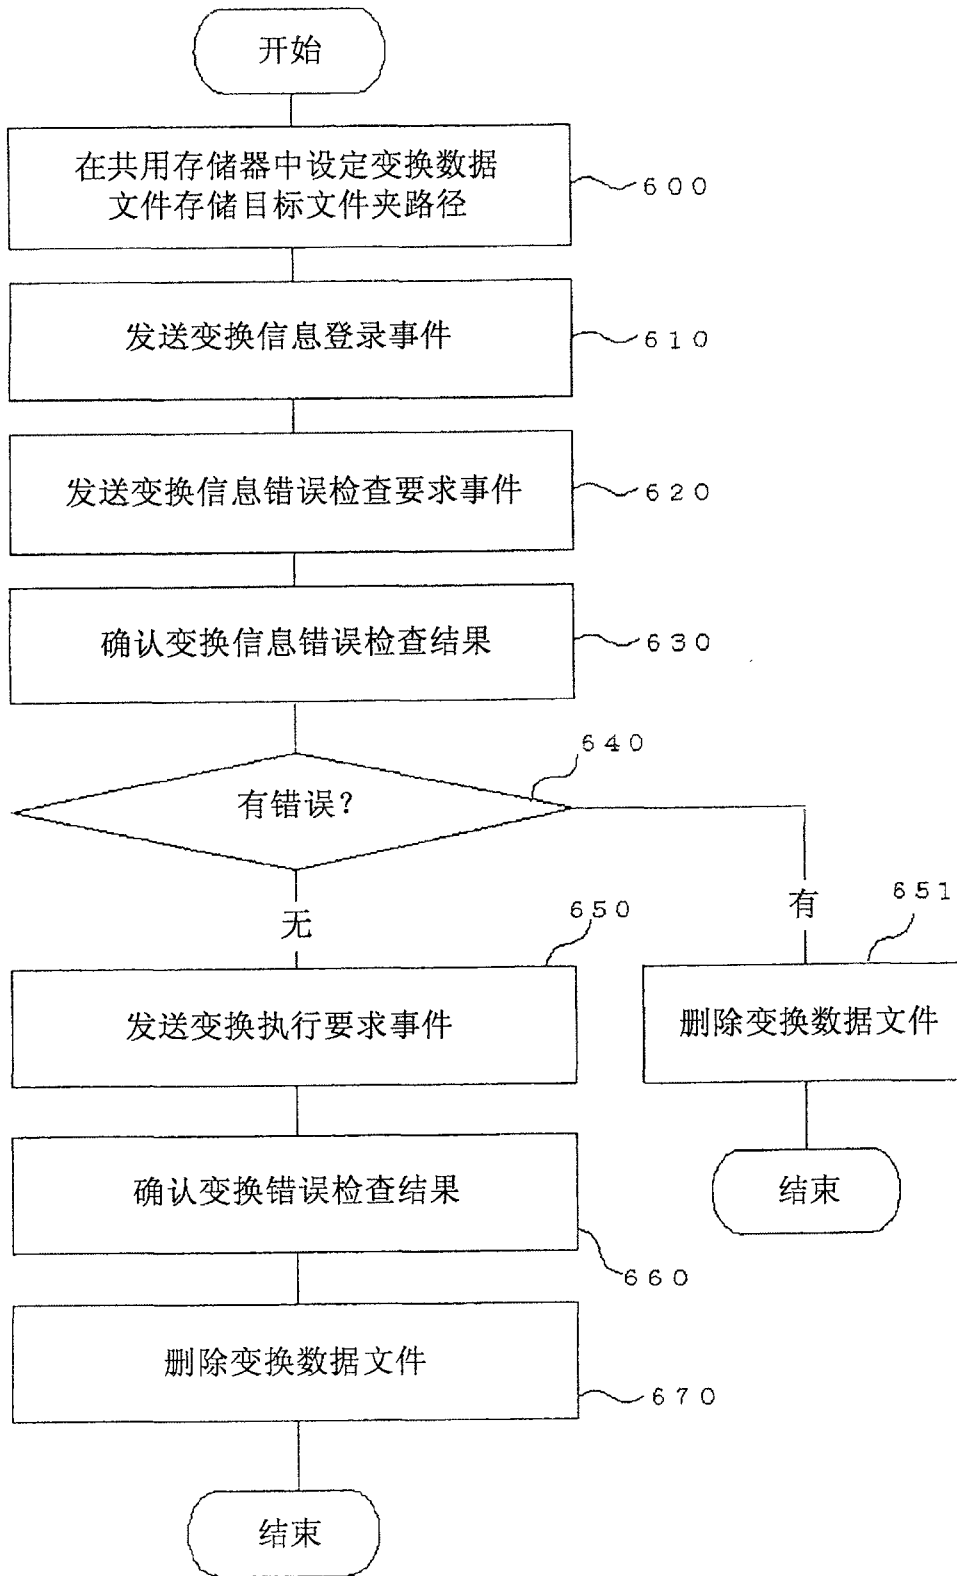 开始
在共用存储器中设定变换数据
文件存储目标文件夹路径
600
发送变换信息登录事件
610
发送变换信息错误检查要求事件
620
确认变换信息错误检查结果
630
640
有错误?
无
有
650
651
发送变换执行要求事件
删除变换数据文件
确认变换错误检查结果
结束
660
删除变换数据文件
670
结束